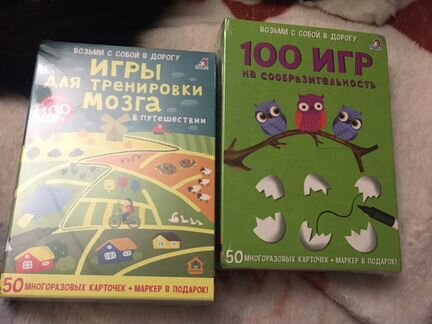 ВОЗЬМИ С СОБОЙ В ДОРОГУ
ИГРЫ
ДЛЯ ТРЕНИРОВКИ
МОЗГА
В ПУТЕШЕСТВИИ
100
50 МНОГОРАЗОВЫХ КАРТОЧЕК + МАРКЕР В ПОДАРОК!
ВОЗЬМИ С СОБОЙ В ДОРОГУ
100 ИГР
НА СООБРАЗИТЕЛЬНОСТЬ
50 МНОГОРАЗОВЫХ КАРТОЧЕК + МАРКЕР В ПОДАРОК!